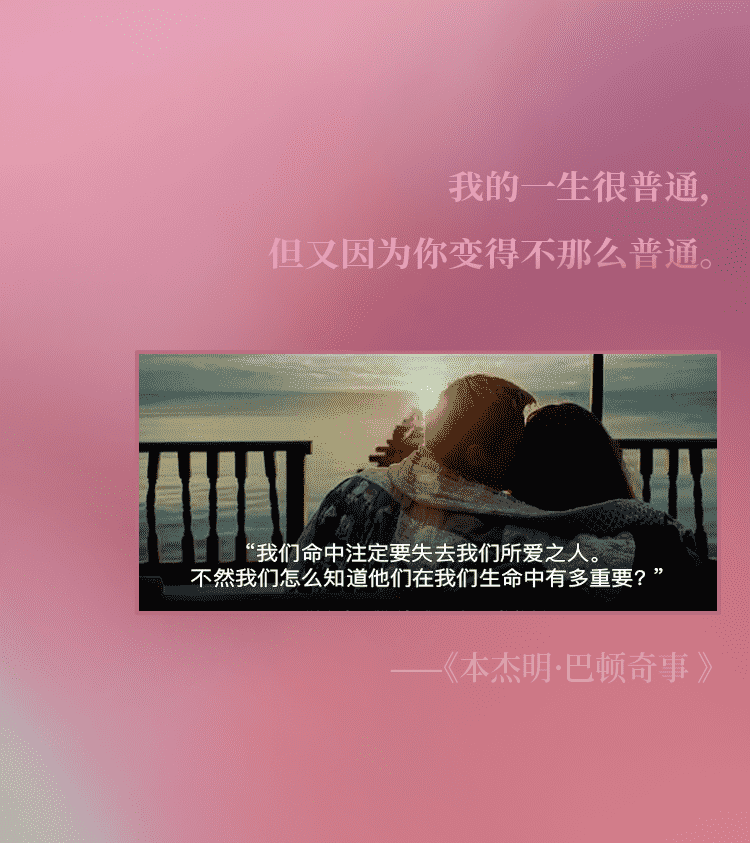 我的一生很普通，
但又因为你变得不那么普通。
“我们命中注定要失去我们所爱之人。
不然我们怎么知道他们在我们生命中有多重要？”
——《本杰明·巴顿奇事 》